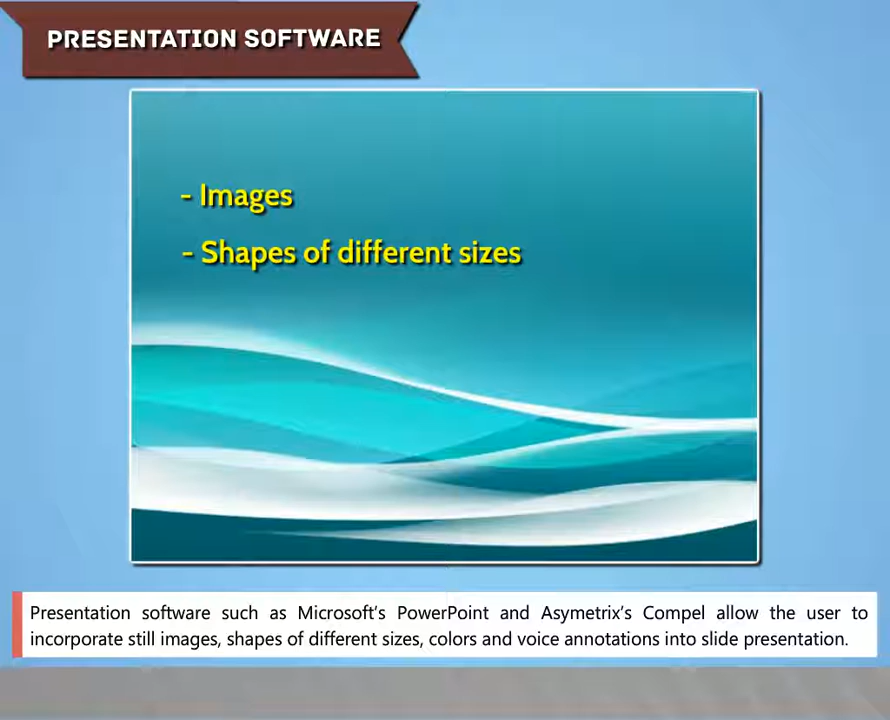 PRESENTATION SOFTWARE
- Images
- Shapes of different sizes
Presentation software such as Microsoft's PowerPoint and Asymetrix's Compel allow the user to
incorporate still images, shapes of different sizes, colors and voice annotations into slide presentation.